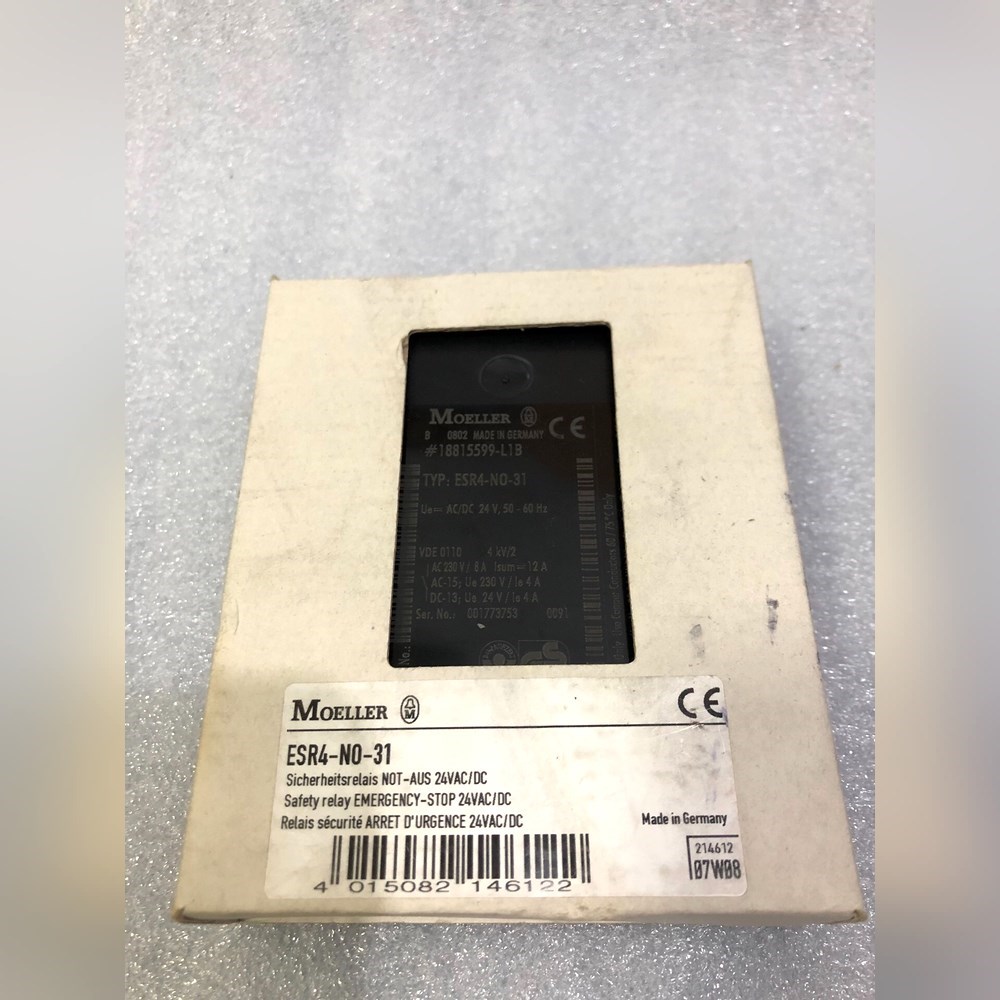 MOELLER
CE
B 0802 MADE IN GERMANY
#18815599-L1B
TYP: ESR4-NO-31
AC/DC 24 V, 50 - 60 Hz
VDE 0110 4 kV/2
AC 230 V / 8 A Isum = 12 A
AC-15; Ue 230 V / Ie 4 A
DC-13; Ue 24 V / Ie 4 A
Ser. No.: 001773753 0091
MOELLER
CE
ESR4-NO-31
Sicherheitsrelais NOT-AUS 24VAC/DC
Safety relay EMERGENCY-STOP 24VAC/DC
Relais sécurité ARRET D'URGENCE 24VAC/DC
Made in Germany
214612
07W08
4 015082 146122